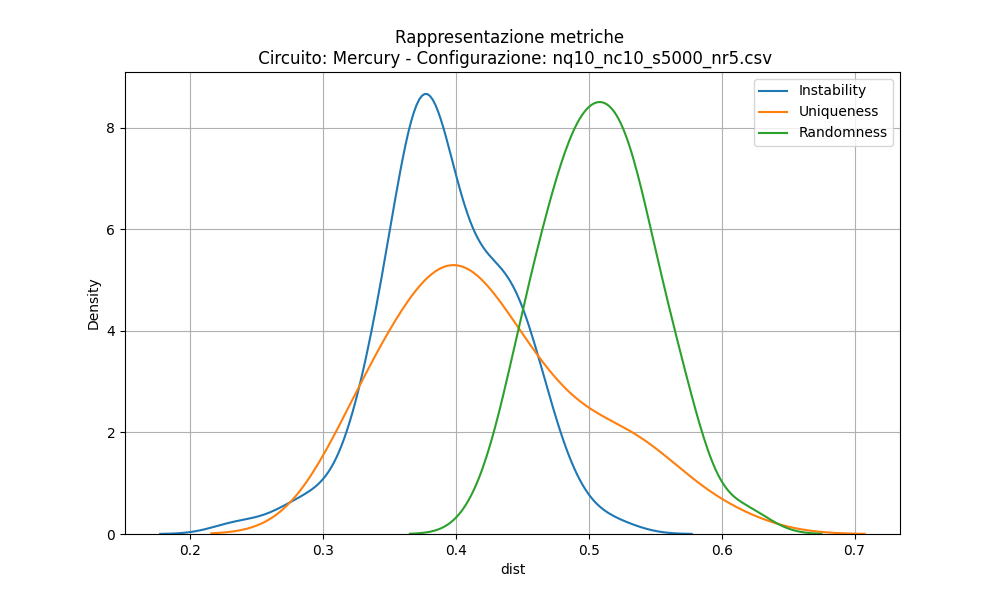 Rappresentazione metriche
Circuito: Mercury - Configurazione: nq10_nc10_s5000_nr5.csv
Instability
Uniqueness
Randomness
Density
8
6
4
2
0
0.2 0.3 0.4 0.5 0.6 0.7
dist